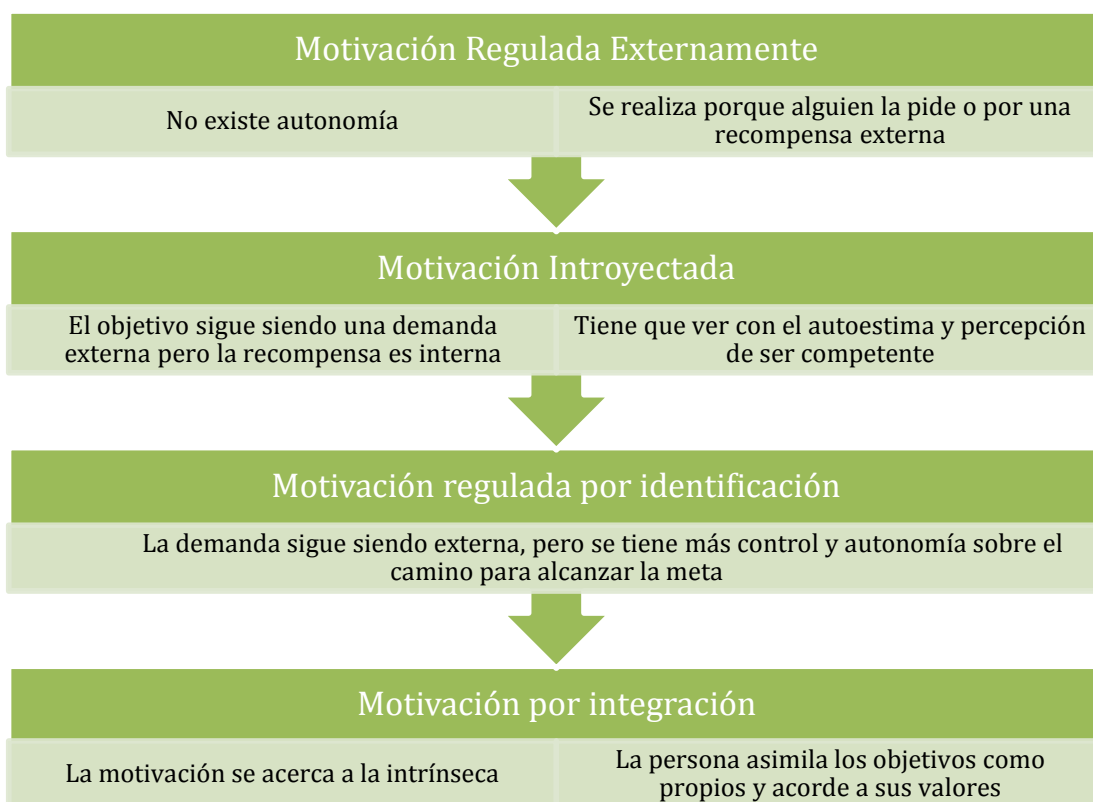 Motivación Regulada Externamente
No existe autonomía
Se realiza porque alguien la pide o por una
recompensa externa
Motivación Introyectada
El objetivo sigue siendo una demanda
externa pero la recompensa es interna
Tiene que ver con el autoestima y percepción
de ser competente
Motivación regulada por identificación
La demanda sigue siendo externa, pero se tiene más control y autonomía sobre el
camino para alcanzar la meta
Motivación por integración
La motivación se acerca a la intrínseca
La persona asimila los objetivos como
propios y acorde a sus valores